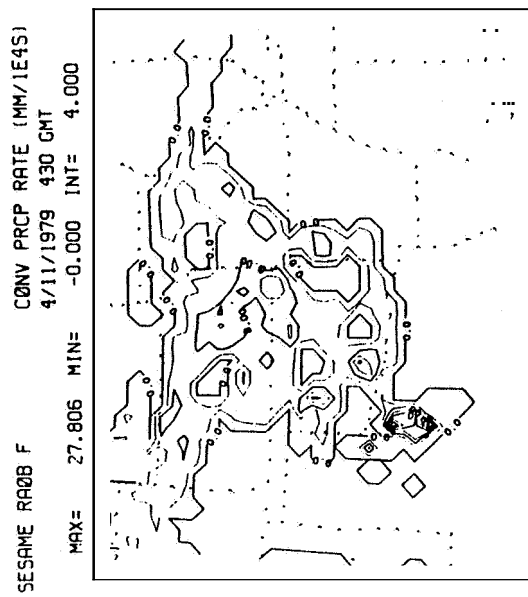 SESAME RAOB F CONV PRCP RATE (MM/1E4S)
4/11/1979 430 GMT
MAX= 27.806 MIN= -0.000 INT= 4.000